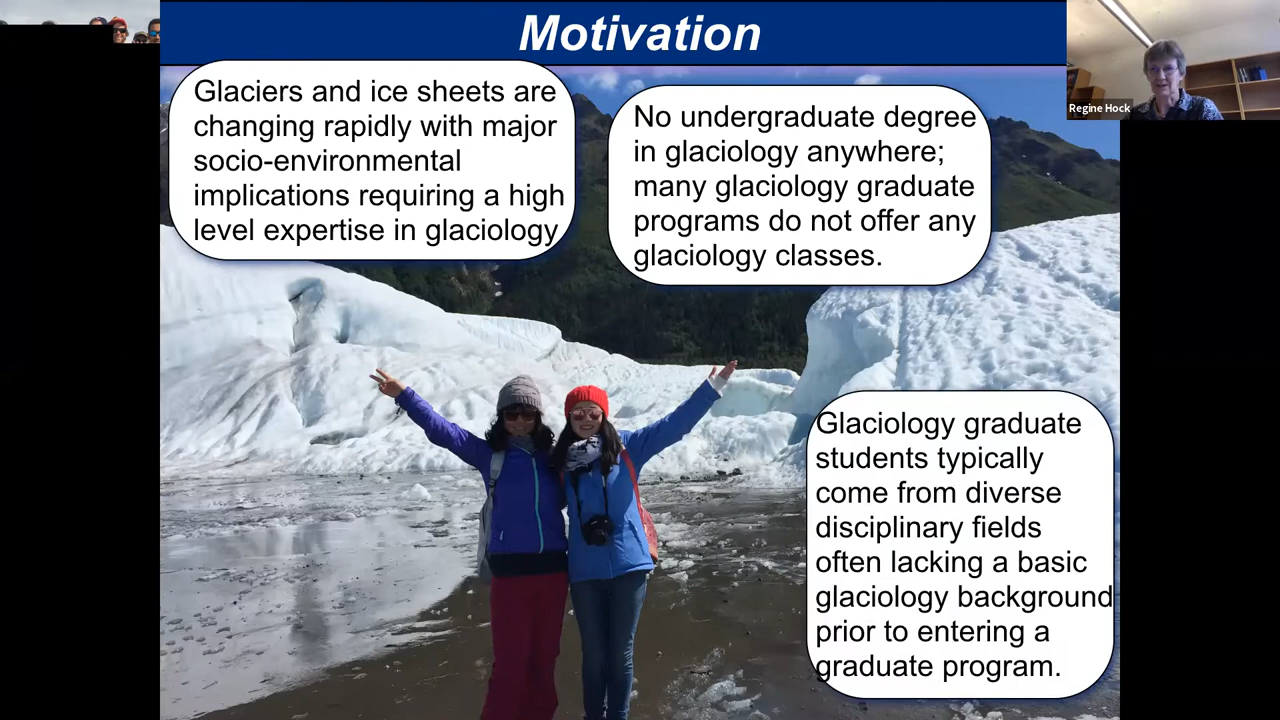 Motivation
Glaciers and ice sheets are
changing rapidly with major
socio-environmental
implications requiring a high
level expertise in glaciology
No undergraduate degree
in glaciology anywhere;
many glaciology graduate
programs do not offer any
glaciology classes.
Regine Hock
Glaciology graduate
students typically
come from diverse
disciplinary fields
often lacking a basic
glaciology background
prior to entering a
graduate program.